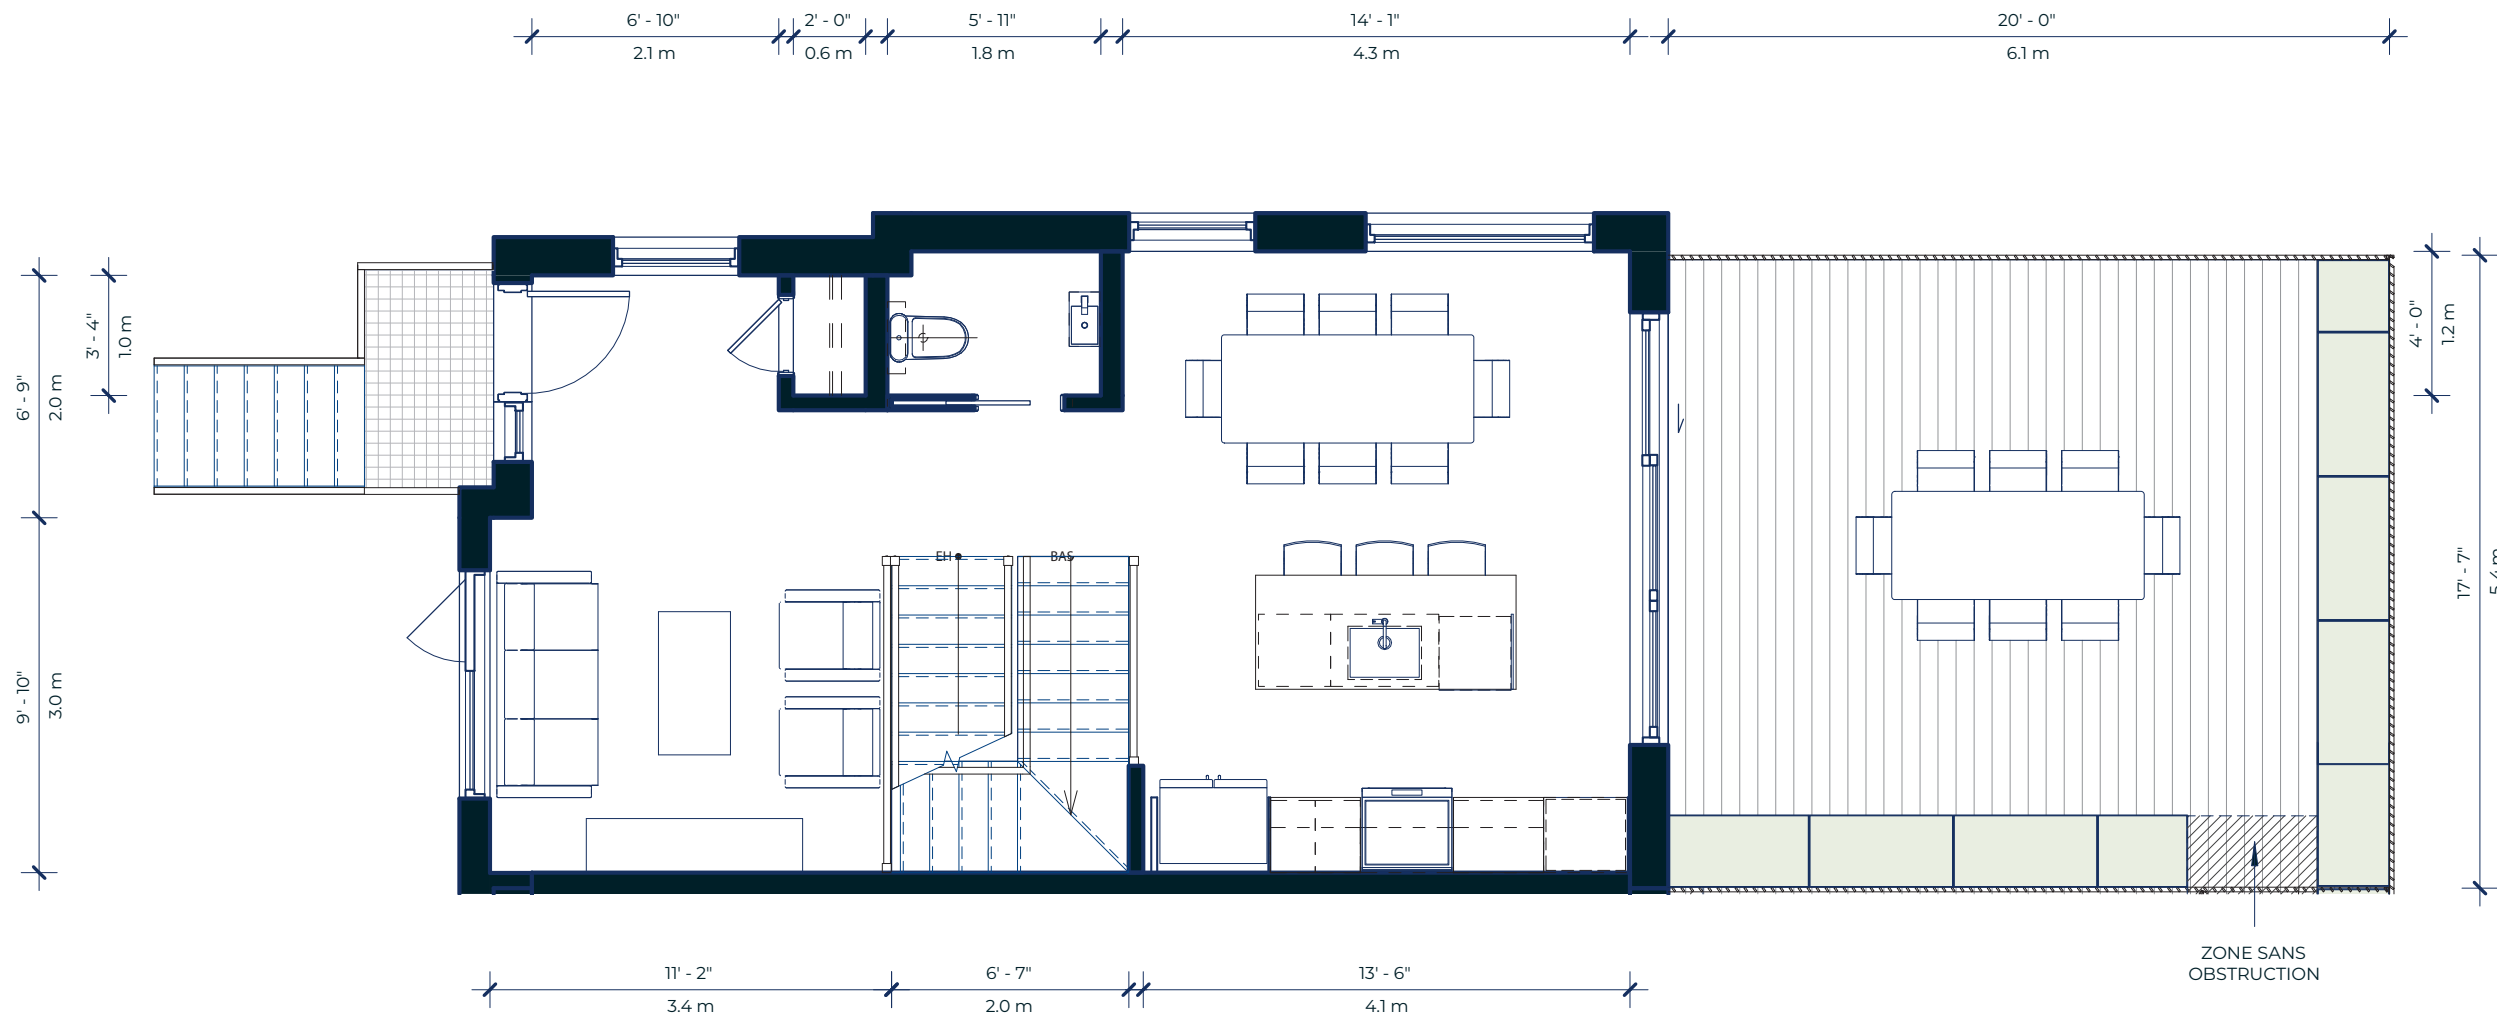 6' - 10"
2' - 0"
5' - 11"
14' - 1"
20' - 0"
2.1 m
0.6 m
1.8 m
4.3 m
6.1 m
3' - 4"
1.0 m
6' - 9"
2.0 m
4' - 0"
1.2 m
EH
BAS
17' - 7"
5.4 m
9' - 10"
3.0 m
ZONE SANS
OBSTRUCTION
11' - 2"
6' - 7"
13' - 6"
3.4 m
2.0 m
4.1 m